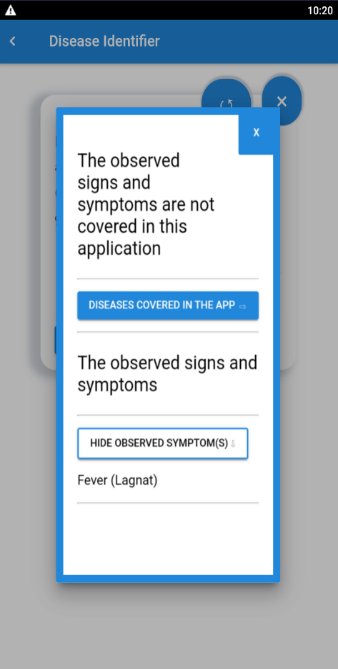 10:20
Disease Identifier
x
The observed
signs and
symptoms are not
covered in this
application
DISEASES COVERED IN THE APP
The observed signs and
symptoms
HIDE OBSERVED SYMPTOM(S)
Fever (Lagnat)